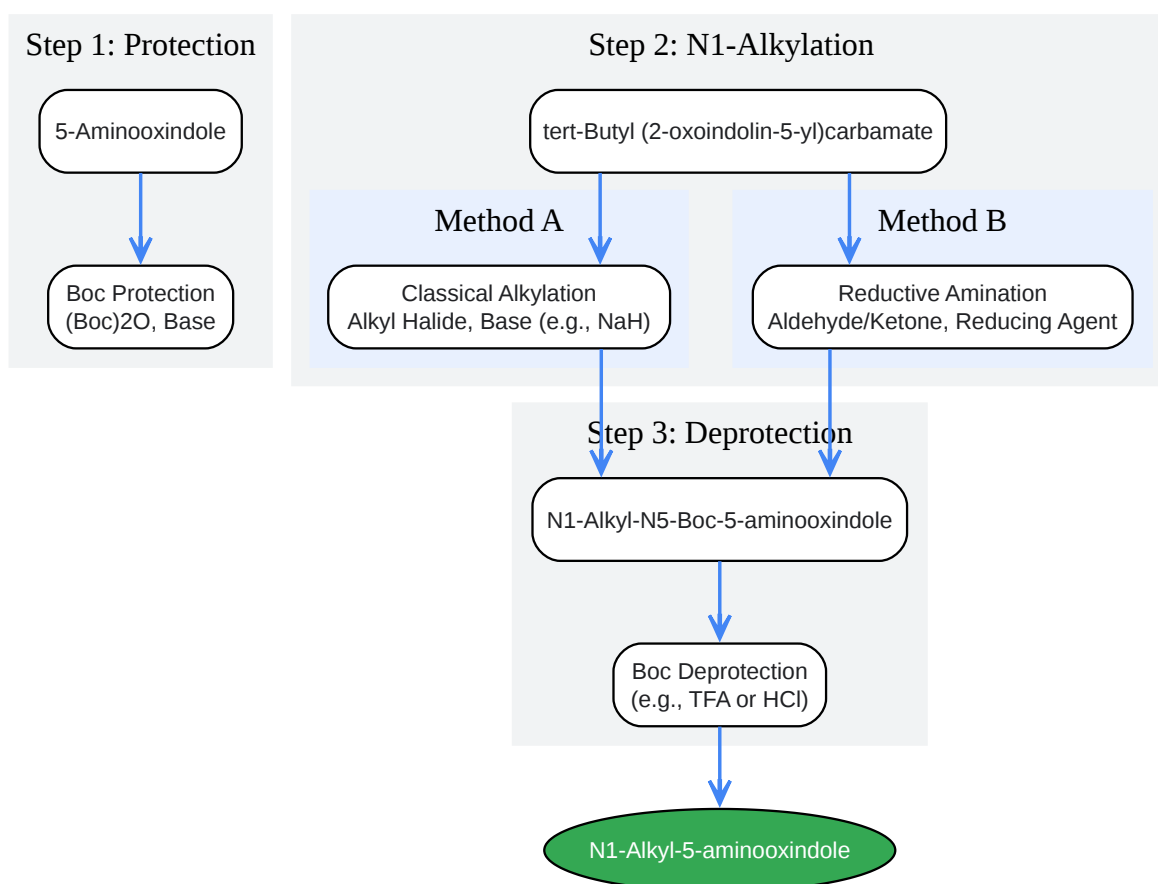 Step 1: Protection
5-Aminooxindole
Boc Protection
(Boc)2O, Base
Step 2: N1-Alkylation
tert-Butyl (2-oxoindolin-5-yl)carbamate
Method A
Classical Alkylation
Alkyl Halide, Base (e.g., NaH)
Method B
Reductive Amination
Aldehyde/Ketone, Reducing Agent
Step 3: Deprotection
N1-Alkyl-N5-Boc-5-aminooxindole
Boc Deprotection
(e.g., TFA or HCl)
N1-Alkyl-5-aminooxindole